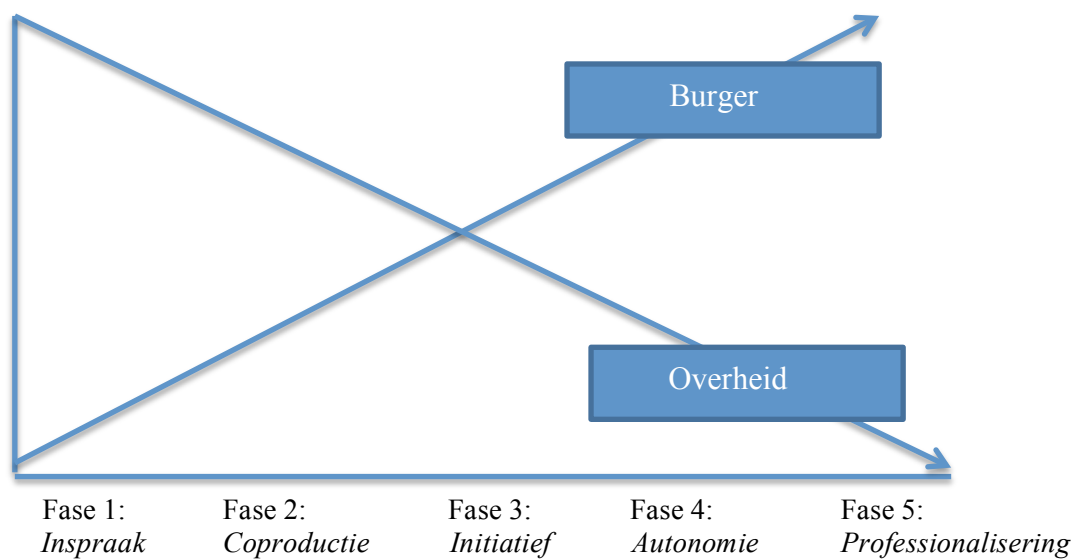 Burger
Overheid
Fase 1:
Inspraak
Fase 2:
Coproductie
Fase 3:
Initiatief
Fase 4:
Autonomie
Fase 5:
Professionalisering